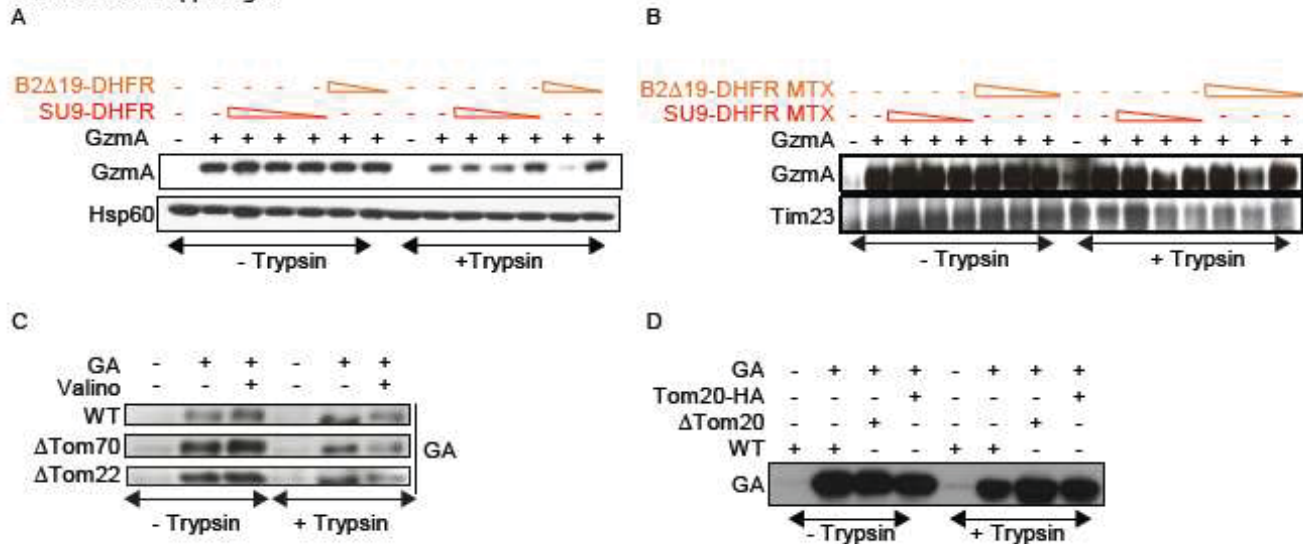 A
B2Δ19-DHFR - - - - - - - - - -
SU9-DHFR - - - - - - - -
GzmA - + + + + + + - + + + + + +
GzmA
Hsp60
- Trypsin +Trypsin
B
B2Δ19-DHFR MTX - - - - - - - - - -
SU9-DHFR MTX - - - - - - - - - -
GzmA - + + + + + + + - + + + + + + +
GzmA
Tim23
- Trypsin + Trypsin
C
GA - + + - + +
Valino - - + - - +
WT
ΔTom70
ΔTom22
GA
- Trypsin + Trypsin
D
GA - + + + - + + +
Tom20-HA - - - + - - - +
ΔTom20 - - + - - - + -
WT + + - - + + - -
GA
- Trypsin + Trypsin